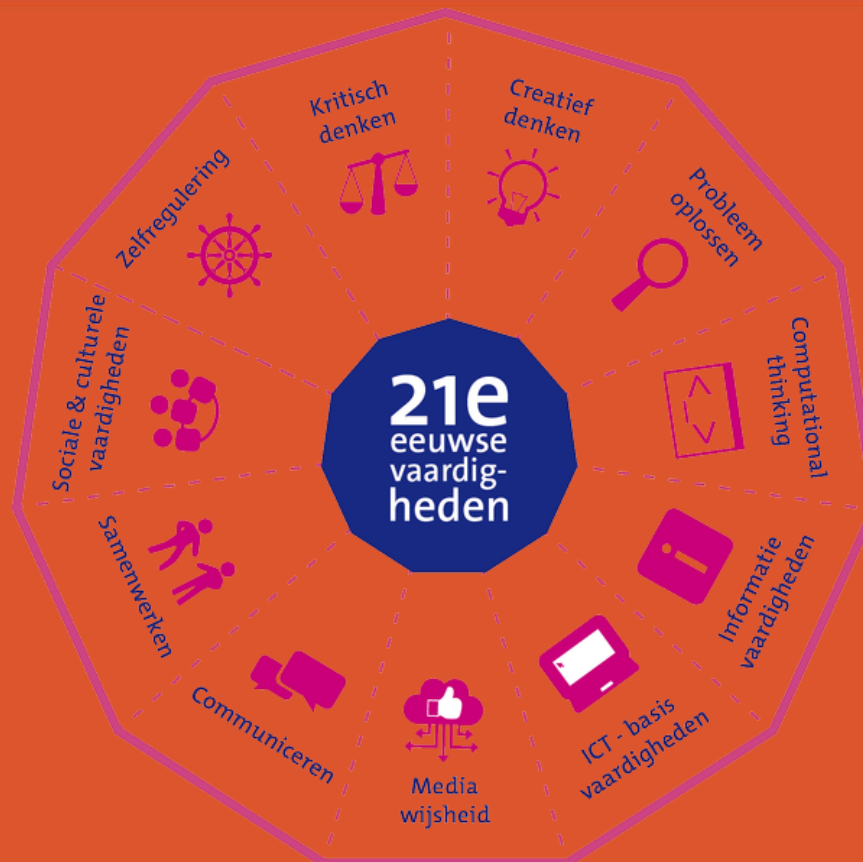 21e
eeuwse
vaardig-
heden
Creatief
denken
Probleem
oplossen
Computational
thinking
Informatie
vaardigheden
ICT - basis
vaardigheden
Media
wijsheid
Communiceren
Samenwerken
Sociale & culturele
vaardigheden
Zelfregulering
Kritisch
denken